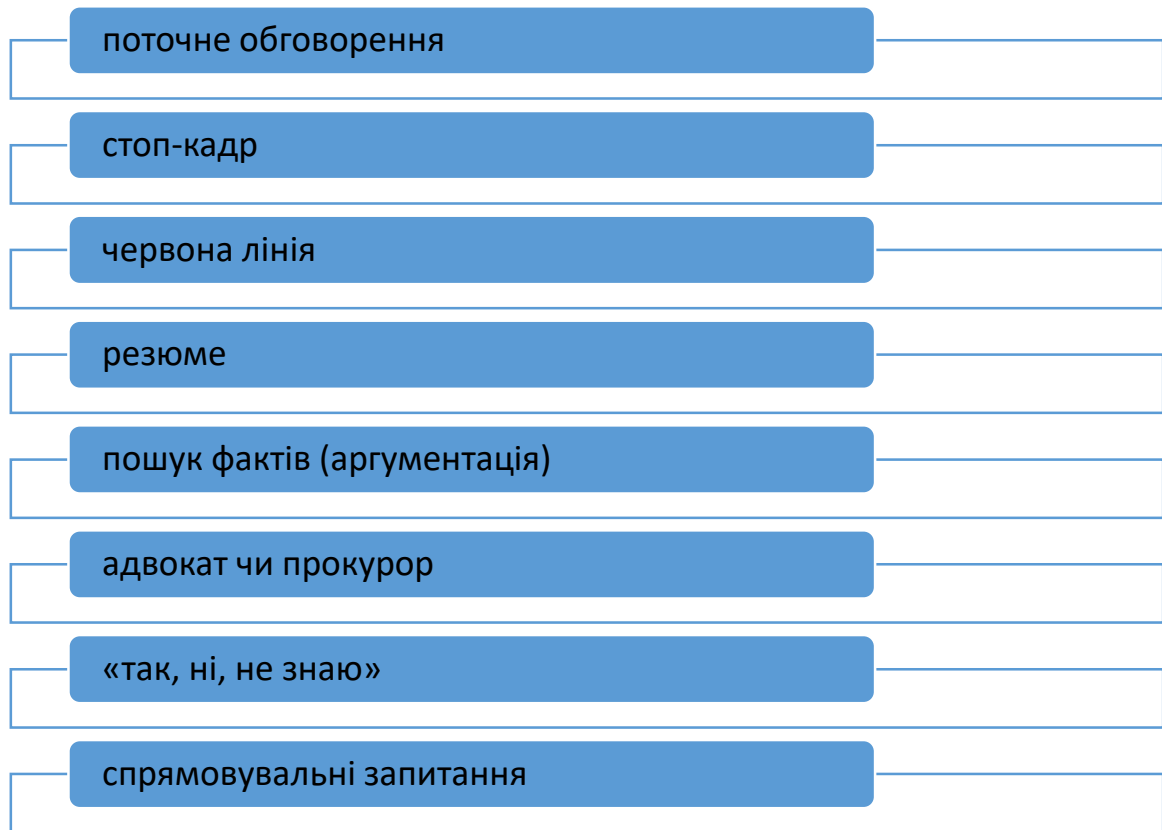 поточне обговорення
стоп-кадр
червона лінія
резюме
пошук фактів (аргументація)
адвокат чи прокурор
«так, ні, не знаю»
спрямовувальні запитання